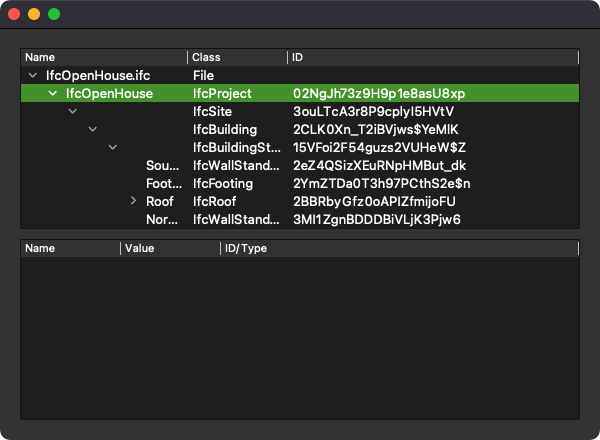 Name Class ID
IfcOpenHouse.ifc File
IfcOpenHouse IfcProject 02NgJh73z9H9p1e8asU8xp
IfcSite 3ouLTcA3r8P9cplyI5HVtV
IfcBuilding 2CLK0Xn_T2iBVjws$YeMlK
IfcBuildingSt... 15VFoi2F54guzs2VUHeW$Z
Sou... IfcWallStand... 2eZ4QSizXEuRNpHMBut_dk
Foot... IfcFooting 2YmZTDa0T3h97PCthS2e$n
Roof IfcRoof 2BBRbyGfz0oAPIZfmijoFU
Nor... IfcWallStand... 3MI1ZgnBDDDBiVLjK3Pjw6
Name Value ID/Type